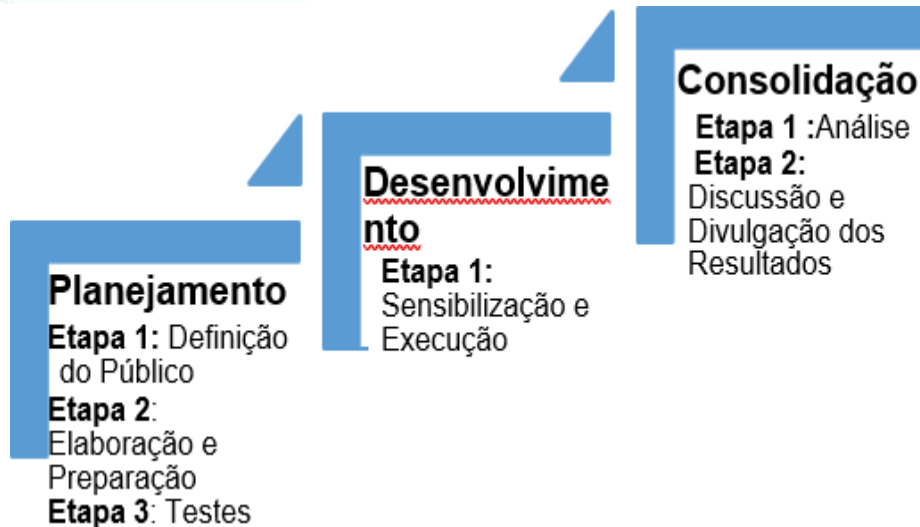 Planejamento
Etapa 1: Definição
do Público
Etapa 2:
Elaboração e
Preparação
Etapa 3: Testes
Desenvolvime
nto
Etapa 1:
Sensibilização e
Execução
Consolidação
Etapa 1 :Análise
Etapa 2:
Discussão e
Divulgação dos
Resultados